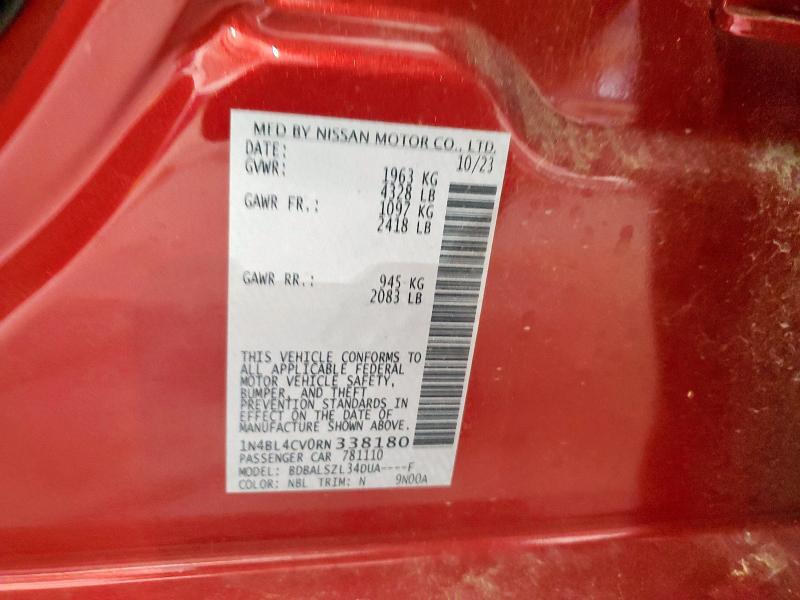 MFD BY NISSAN MOTOR CO., LTD.
DATE: 10/23
GVWR: 1963 KG
4328 LB
GAWR FR.: 1097 KG
2418 LB
GAWR RR.: 945 KG
2083 LB
THIS VEHICLE CONFORMS TO
ALL APPLICABLE FEDERAL
MOTOR VEHICLE SAFETY,
BUMPER, AND THEFT
PREVENTION STANDARDS IN
EFFECT ON THE DATE OF
MANUFACTURE SHOWN ABOVE.
1N4BL4CV0RN 338180
PASSENGER CAR 781110
MODEL: BDBALSZL34DUA----F
COLOR: NBL TRIM: N 9N00A